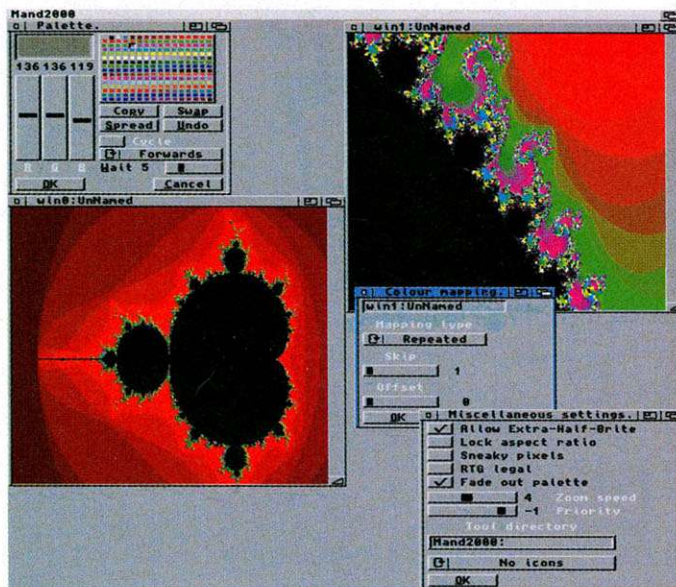 Mand2000
Palette.
136 136 119
Copy Swap
Spread Undo
Cycle
Forwards
Wait 5
R G B
OK Cancel
win1:UnNamed
win0:UnNamed
Colour mapping.
win1:UnNamed
Mapping type
Repeated
Skip
1
Offset
0
OK
Miscellaneous settings.
Allow Extra-Half-Brite
Lock aspect ratio
Sneaky pixels
RTG legal
Fade out palette
4 Zoom speed
-1 Priority
Tool directory
Mand2000:
No icons
OK